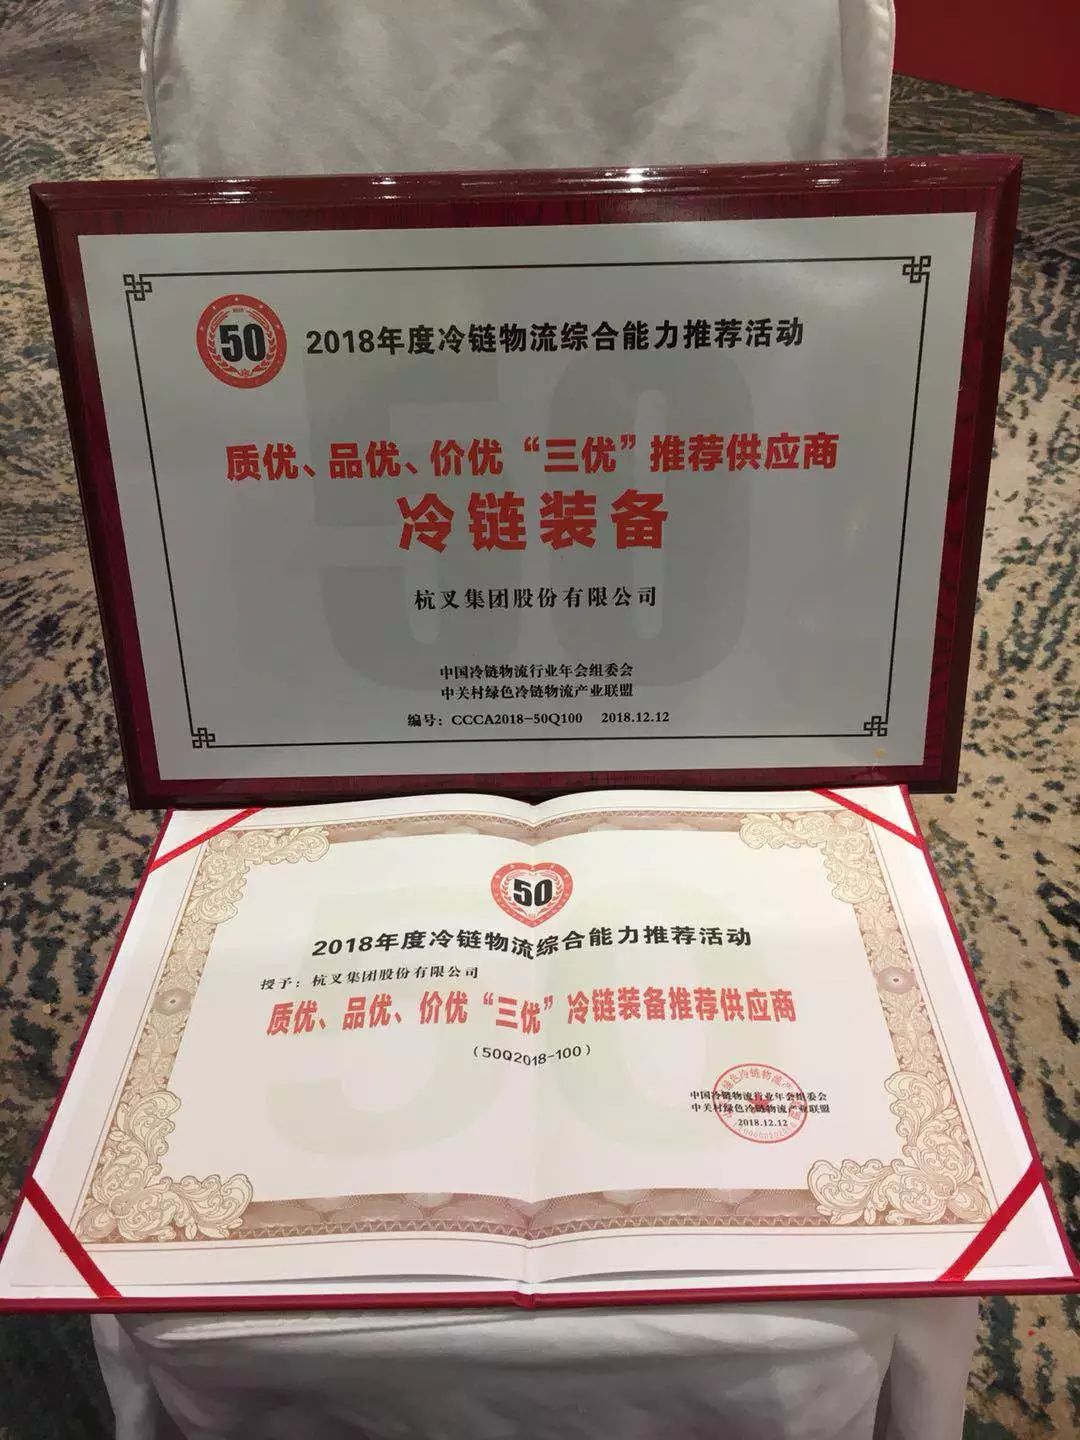 50
2018年度冷链物流综合能力推荐活动
质优、品优、价优“三优”推荐供应商
冷链装备
杭叉集团股份有限公司
中国冷链物流行业年会组委会
中关村绿色冷链物流产业联盟
编号：CCCA2018-50Q100 2018.12.12
50
2018年度冷链物流综合能力推荐活动
授予：杭叉集团股份有限公司
质优、品优、价优“三优”冷链装备推荐供应商
（50Q2018-100）
中国冷链物流行业年会组委会
中关村绿色冷链物流产业联盟
2018.12.12